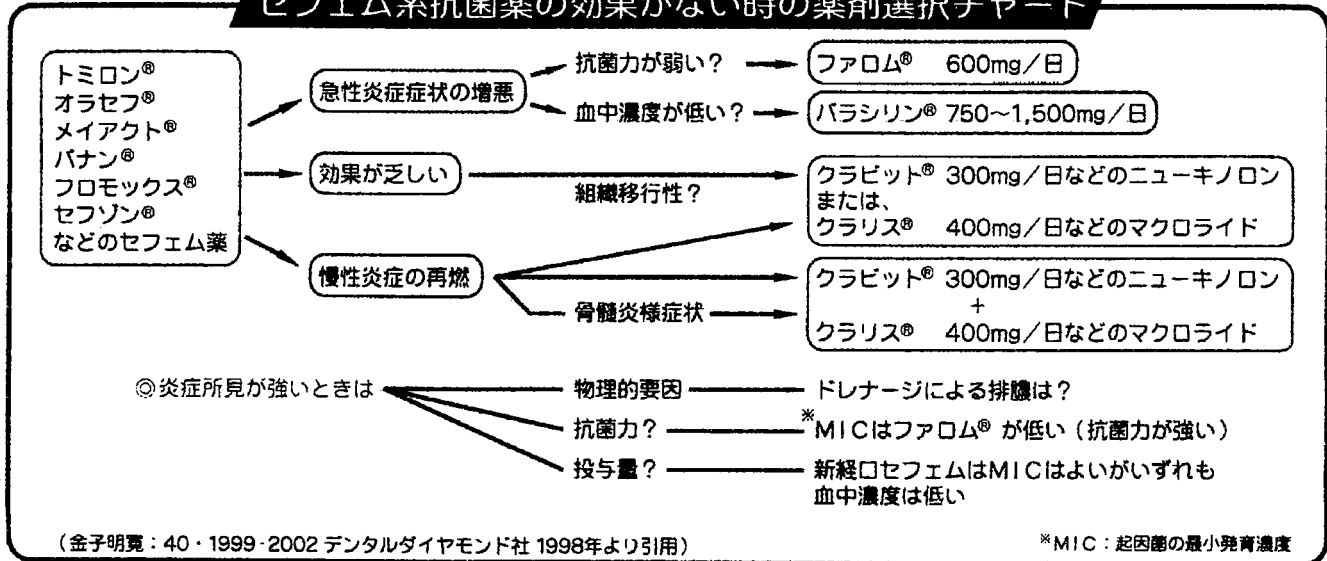 セフェム系抗菌薬の効果がない時の薬剤選択チャート
トミロン®
オラセフ®
メイアクト®
バナン®
フロモックス®
セフゾン®
などのセフェム薬
急性炎症症状の増悪
抗菌力が弱い?
ファロム® 600mg/日
血中濃度が低い?
バラシリン® 750〜1,500mg/日
効果が乏しい
組織移行性?
クラビット® 300mg/日などのニューキノロン
または、
クラリス® 400mg/日などのマクロライド
慢性炎症の再燃
骨髄炎様症状
クラビット® 300mg/日などのニューキノロン
+
クラリス® 400mg/日などのマクロライド
◎炎症所見が強いときは
物理的要因
ドレナージによる排膿は?
抗菌力?
※MICはファロム® が低い(抗菌力が強い)
投与量?
新経口セフェムはMICはよいがいずれも
血中濃度は低い
(金子明寛:40・1999-2002 デンタルダイヤモンド社 1998年より引用)
※MIC:起因菌の最小発育濃度